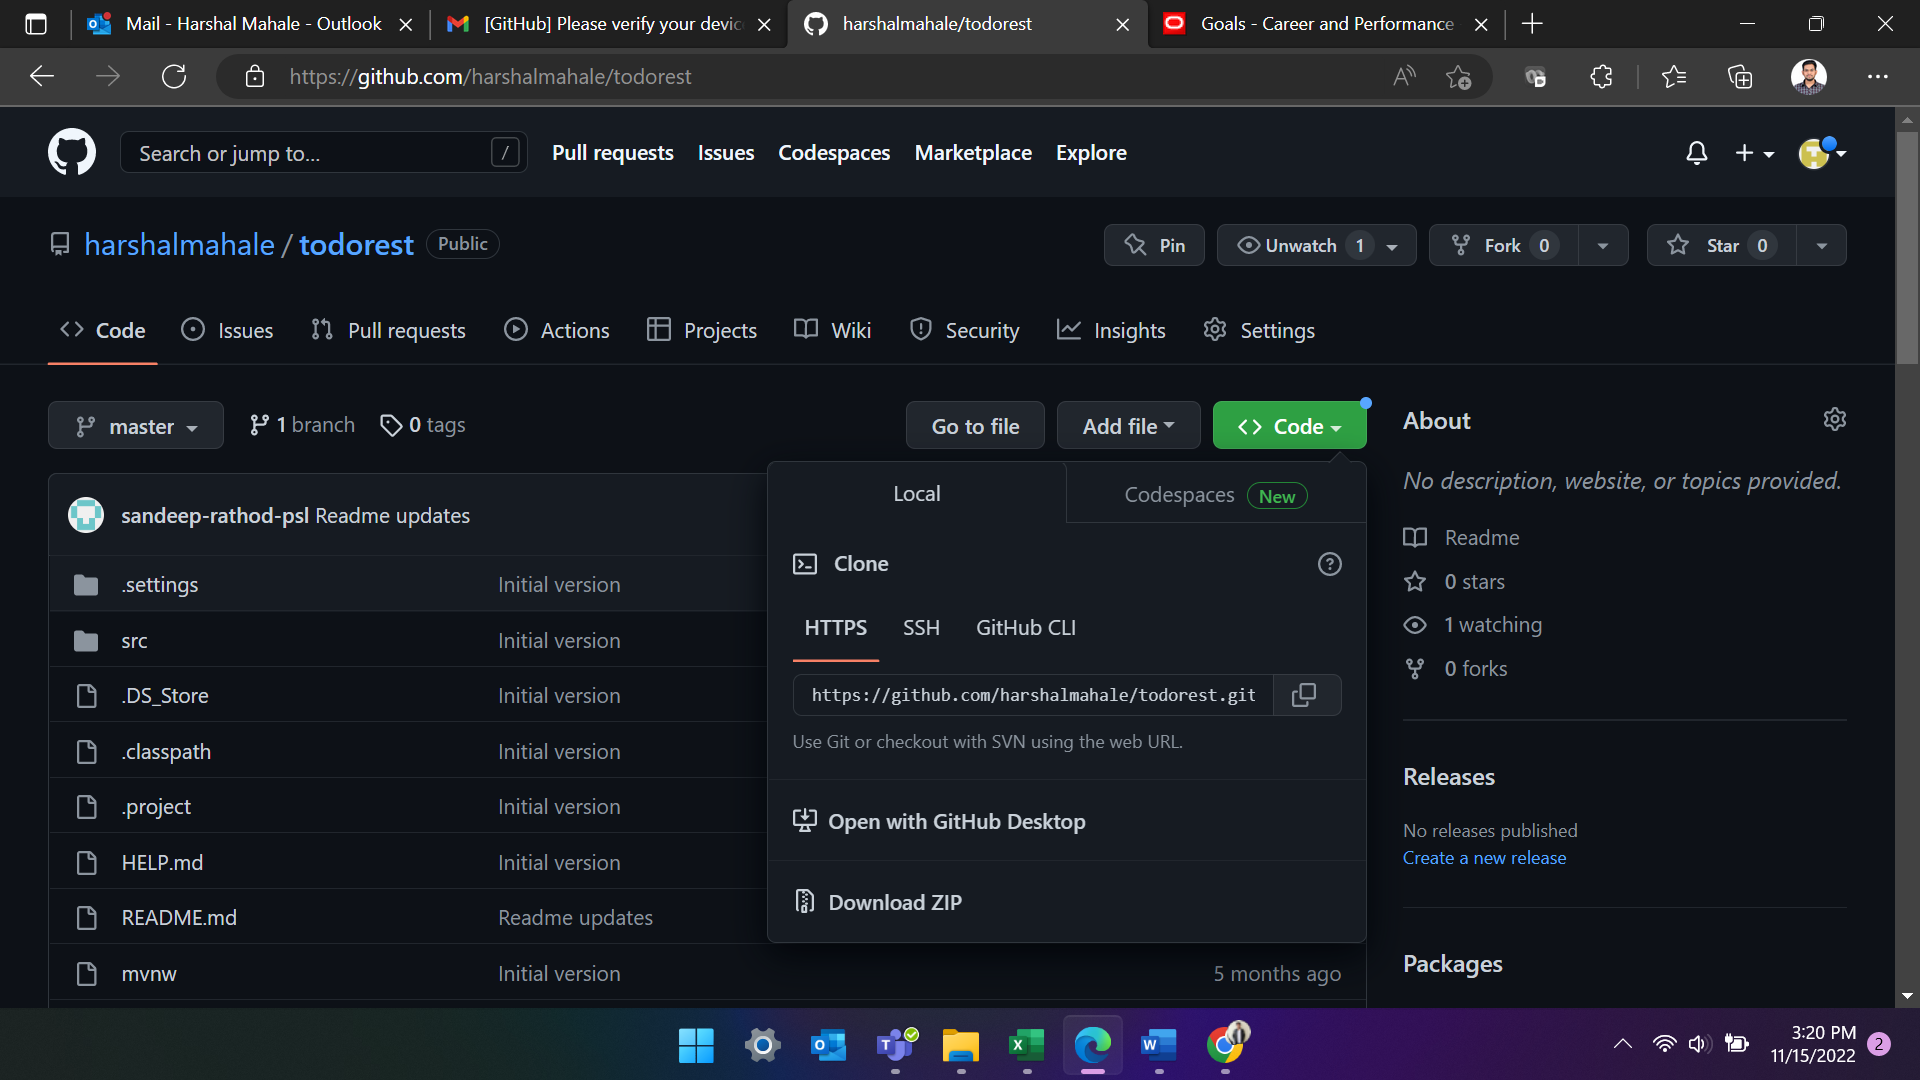 Mail - Harshal Mahale - Outlook
[GitHub] Please verify your devic
harshalmahale/todorest
Goals - Career and Performance
https://github.com/harshalmahale/todorest
Search or jump to...
/
Pull requests
Issues
Codespaces
Marketplace
Explore
harshalmahale / todorest
Public
Pin
Unwatch 1
Fork 0
Star 0
Code
Issues
Pull requests
Actions
Projects
Wiki
Security
Insights
Settings
master
1 branch
0 tags
Go to file
Add file
Code
About
No description, website, or topics provided.
Readme
0 stars
1 watching
0 forks
Releases
No releases published
Create a new release
Packages
Local
Codespaces New
Clone
HTTPS
SSH
GitHub CLI
https://github.com/harshalmahale/todorest.git
Use Git or checkout with SVN using the web URL.
Open with GitHub Desktop
Download ZIP
sandeep-rathod-psl Readme updates
.settings Initial version
src Initial version
.DS_Store Initial version
.classpath Initial version
.project Initial version
HELP.md Initial version
README.md Readme updates
mvnw Initial version 5 months ago
3:20 PM
11/15/2022
2